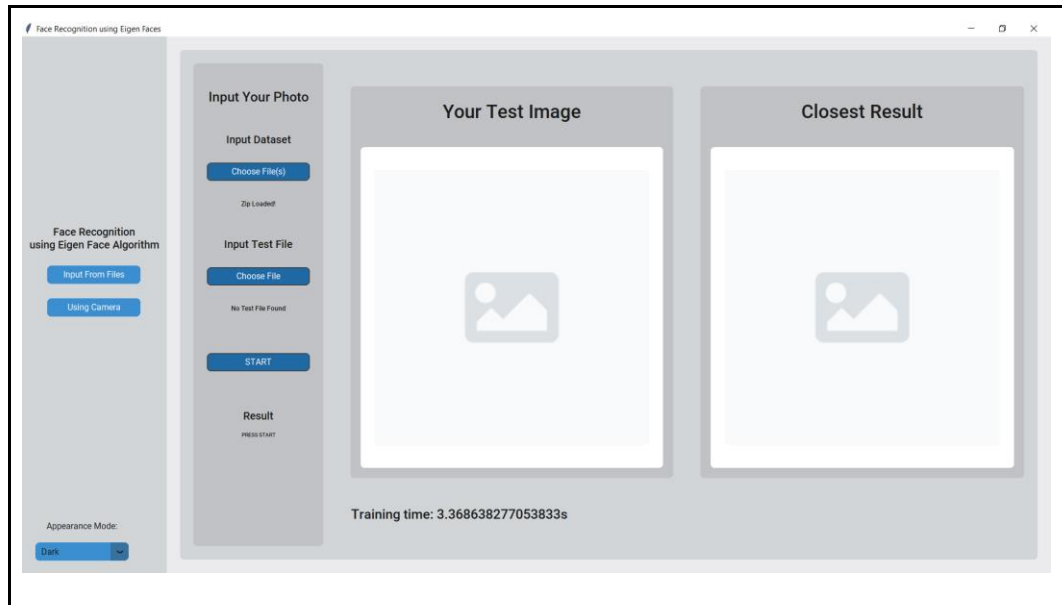 Face Recognition using Eigen Faces
Face Recognition
using Eigen Face Algorithm
Input From Files
Using Camera
Appearance Mode:
Dark
Input Your Photo
Input Dataset
Choose File(s)
Zip Loaded!
Input Test File
Choose File
No Test File Found
START
Result
PRESS START
Your Test Image
Closest Result
Training time: 3.368638277053833s